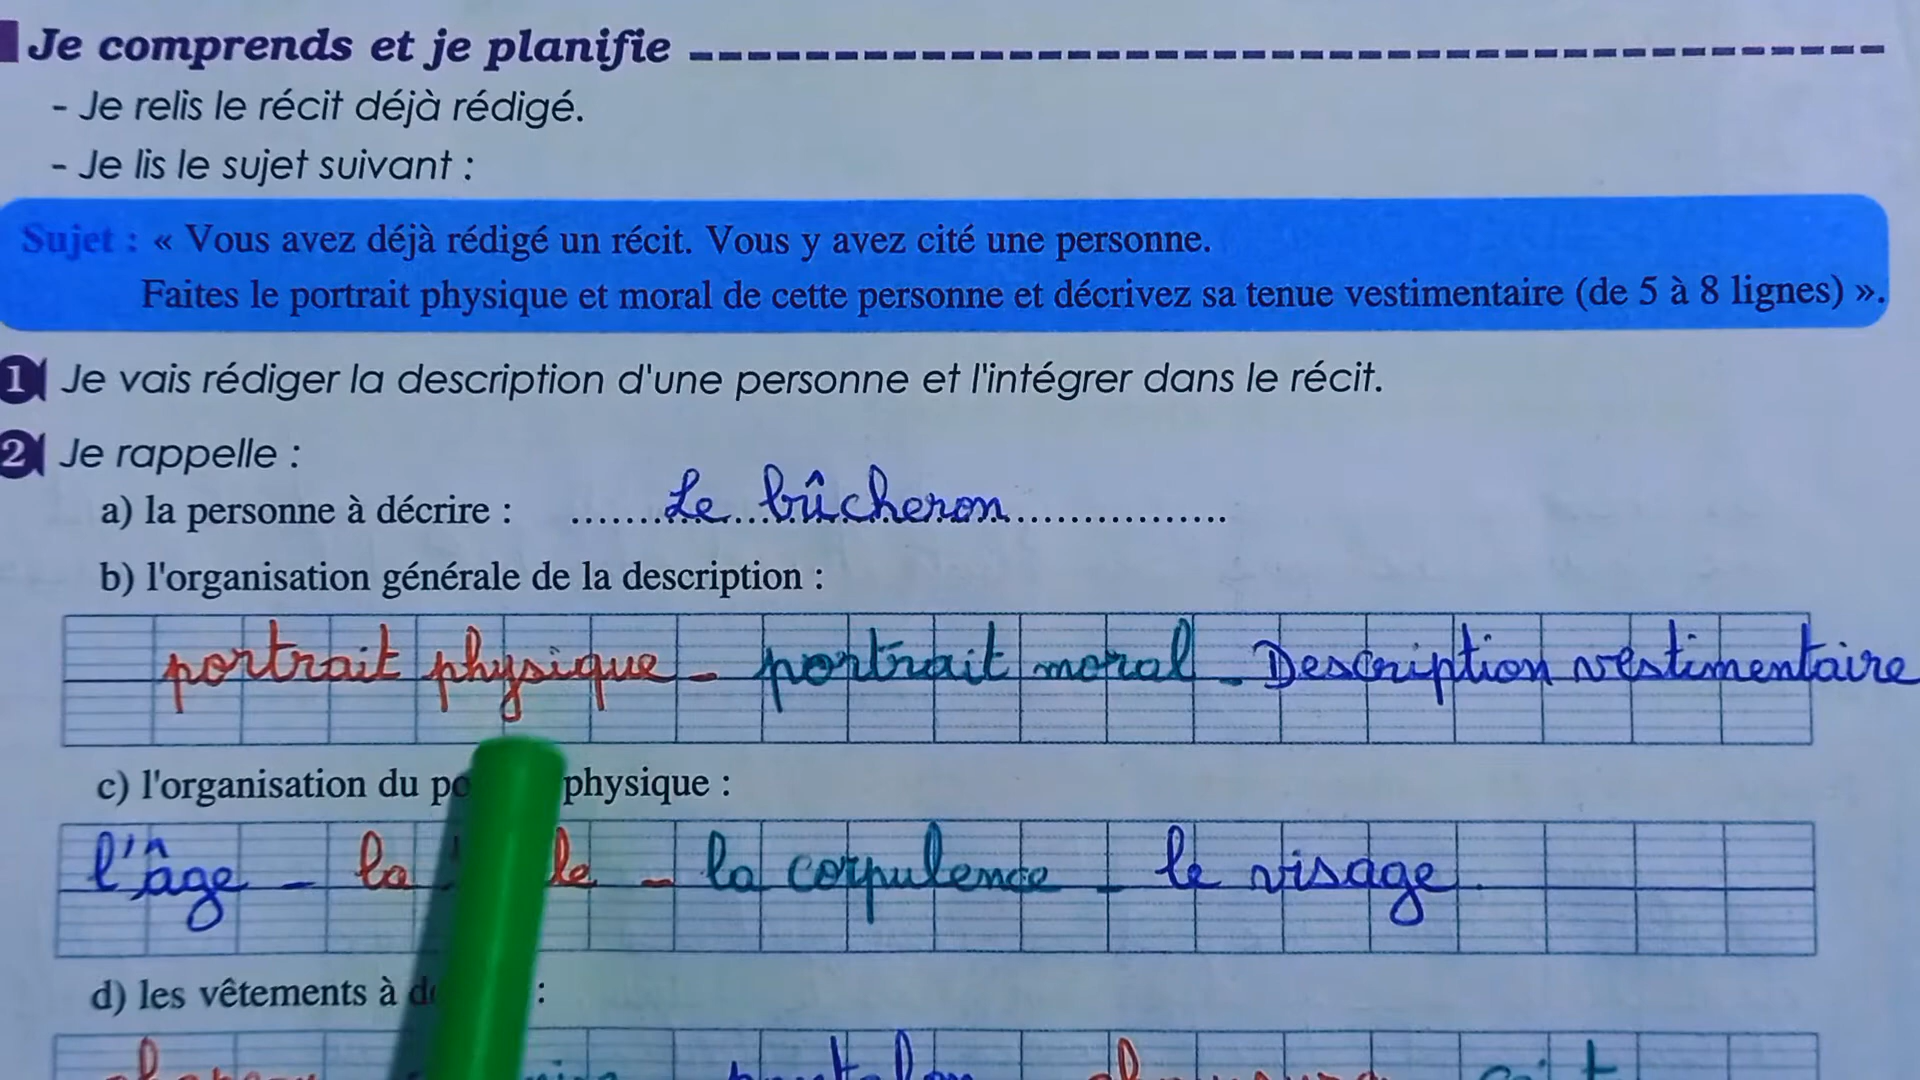 Je comprends et je planifie
- Je relis le récit déjà rédigé.
- Je lis le sujet suivant :
Sujet : « Vous avez déjà rédigé un récit. Vous y avez cité une personne.
Faites le portrait physique et moral de cette personne et décrivez sa tenue vestimentaire (de 5 à 8 lignes) ».
1 Je vais rédiger la description d'une personne et l'intégrer dans le récit.
2 Je rappelle :
a) la personne à décrire : Le bûcheron
b) l'organisation générale de la description :
portrait physique - portrait moral - Description vestimentaire
c) l'organisation du physique :
l'âge - la - la corpulence - le visage.
d) les vêtements à :
pantalon